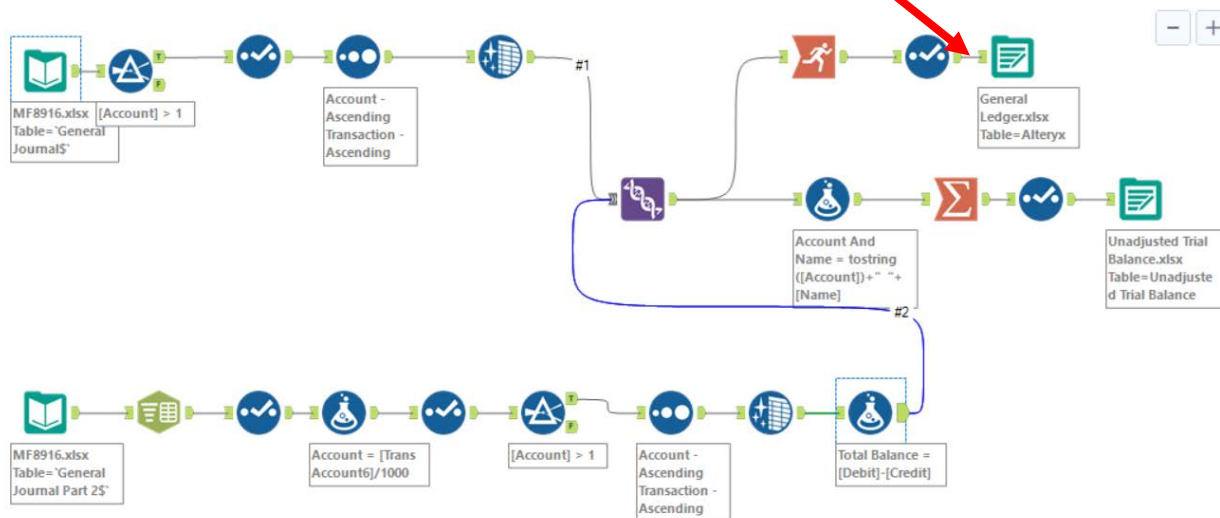 #1
MF8916.xlsx
Table=`General
Journal$`
[Account] > 1
T
F
Account -
Ascending
Transaction -
Ascending
General
Ledger.xlsx
Table=Alteryx
Account And
Name = tostring
([Account])+" "+
[Name]
Unadjusted Trial
Balance.xlsx
Table=Unadjuste
d Trial Balance
#2
MF8916.xlsx
Table=`General
Journal Part 2$`
Account = [Trans
Account6]/1000
T
F
[Account] > 1
Account -
Ascending
Transaction -
Ascending
Total Balance =
[Debit]-[Credit]